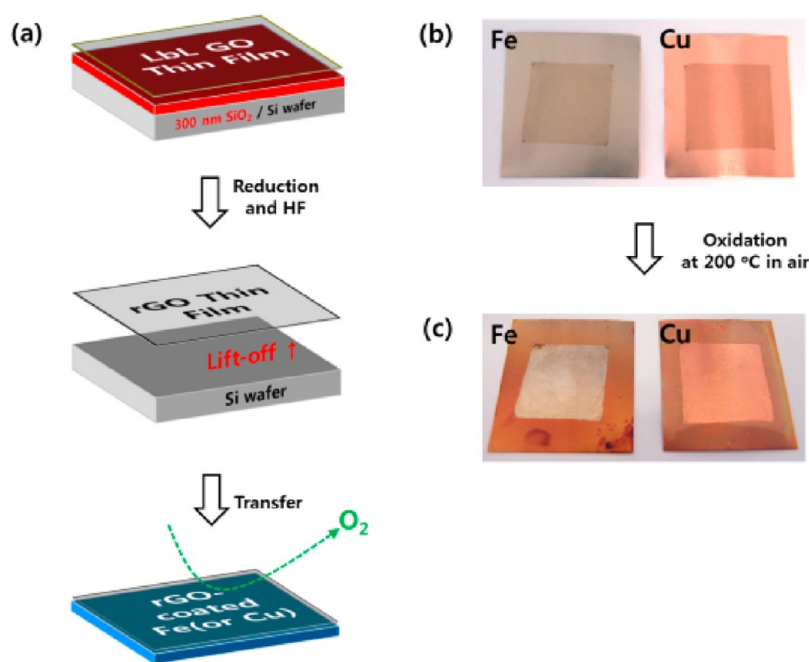 (a)
LbL GO
Thin Film
300 nm SiO₂ / Si wafer
Reduction
and HF
rGO Thin
Film
Lift-off ↑
Si wafer
Transfer
O₂
rGO-
coated
Fe(or Cu)
(b)
Fe
Cu
Oxidation
at 200 ℃ in air
(c)
Fe
Cu